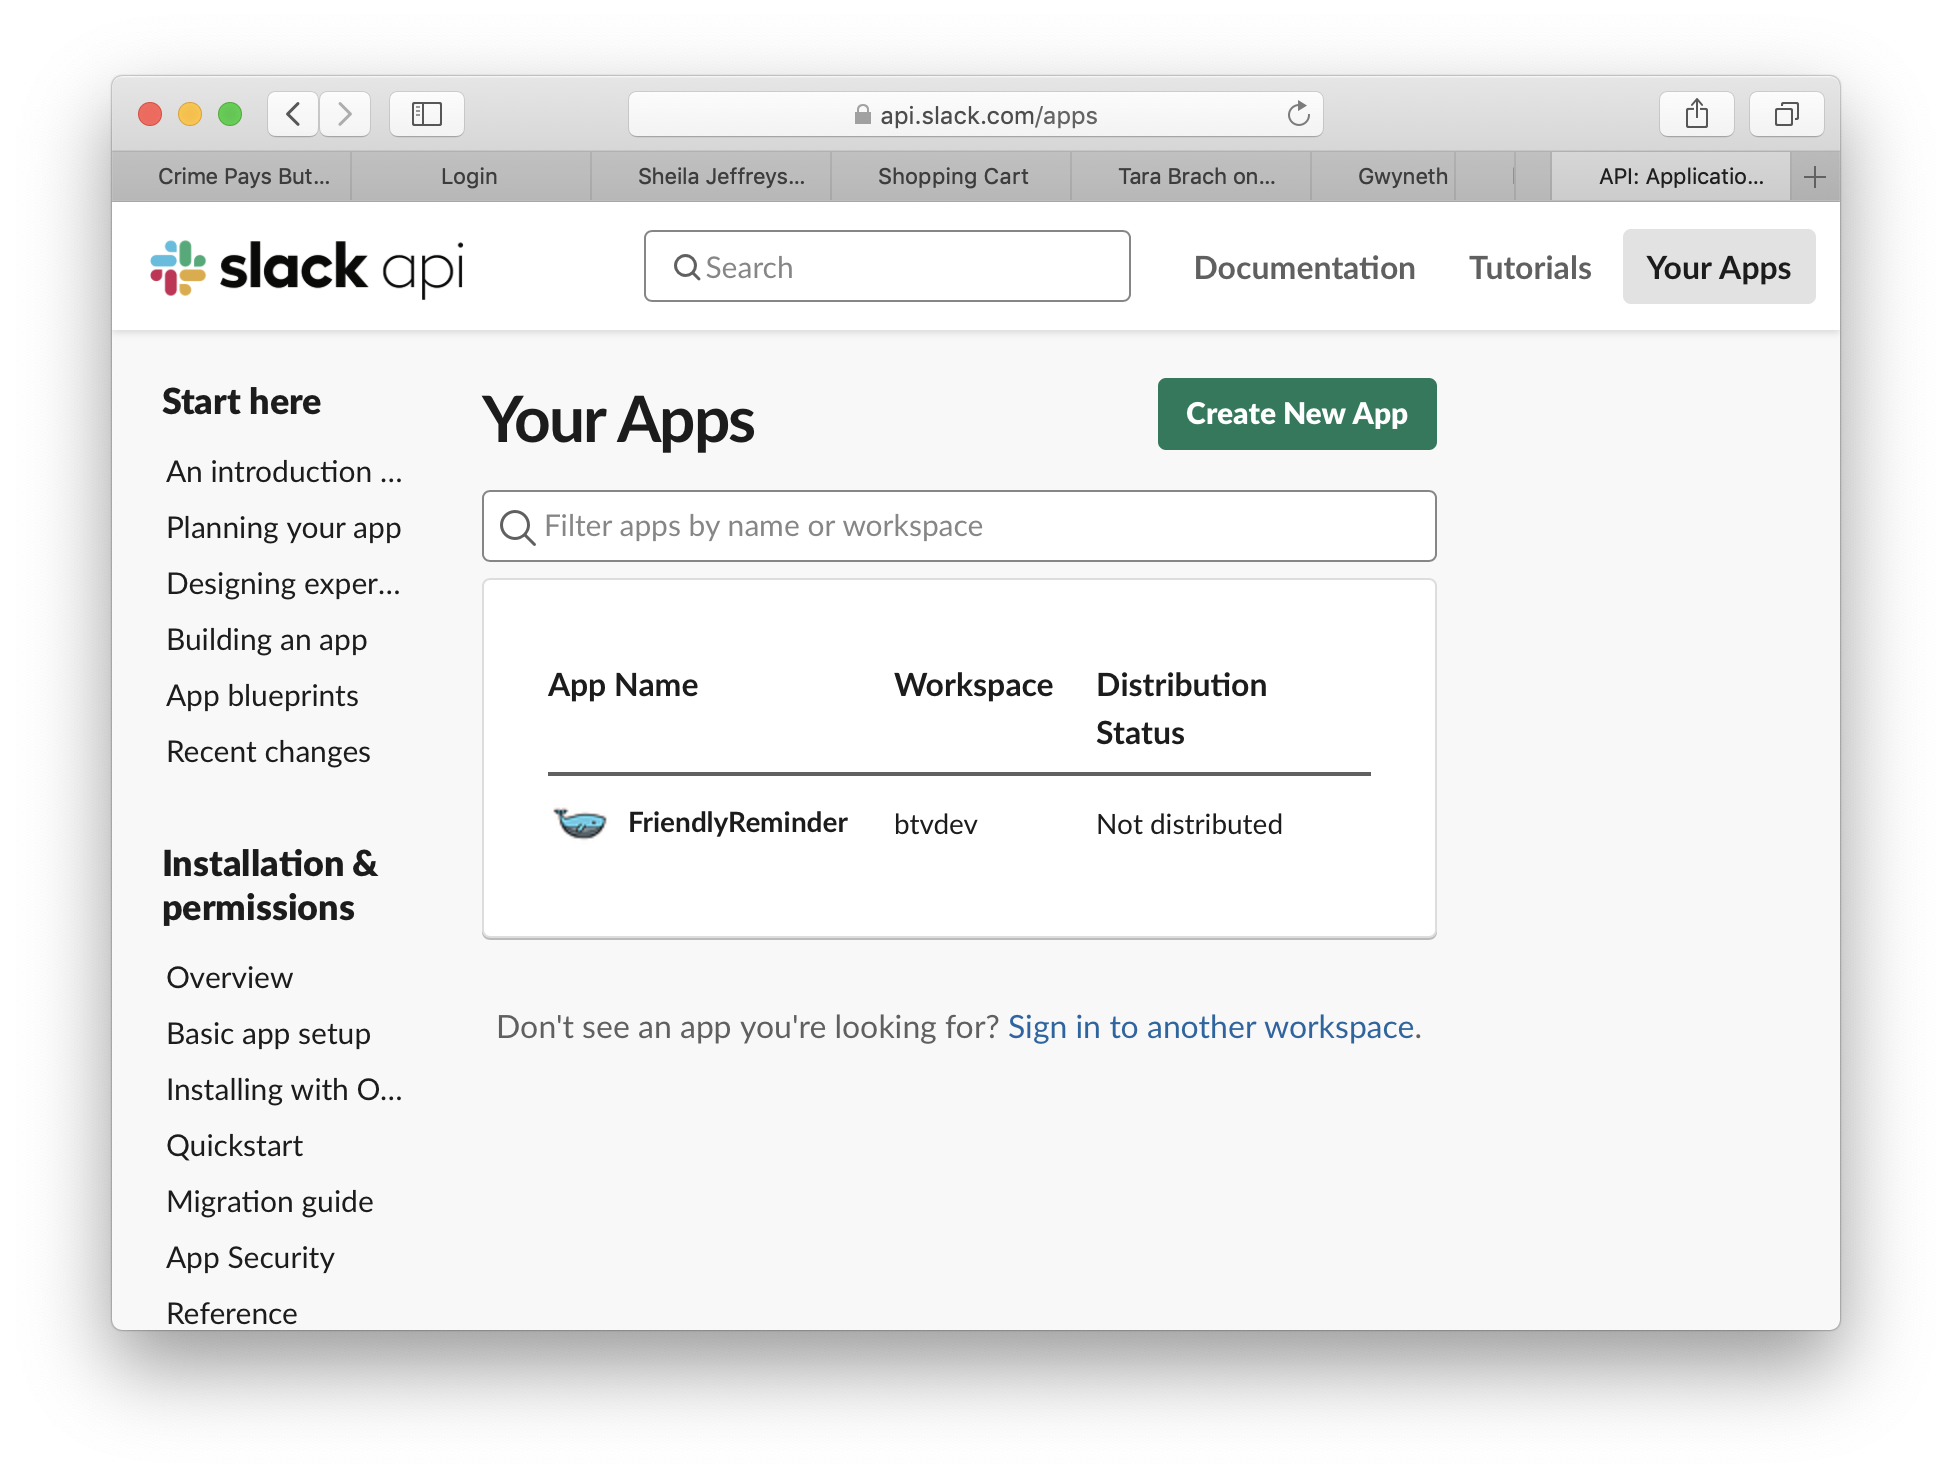 api.slack.com/apps
Crime Pays But...
Login
Sheila Jeffreys...
Shopping Cart
Tara Brach on...
Gwyneth
API: Applicatio...
slack api
Search
Documentation
Tutorials
Your Apps
Start here
An introduction ...
Planning your app
Designing exper...
Building an app
App blueprints
Recent changes
Installation &
permissions
Overview
Basic app setup
Installing with O...
Quickstart
Migration guide
App Security
Reference
Your Apps
Create New App
Filter apps by name or workspace
App Name
Workspace
Distribution
Status
FriendlyReminder
btvdev
Not distributed
Don't see an app you're looking for? Sign in to another workspace.